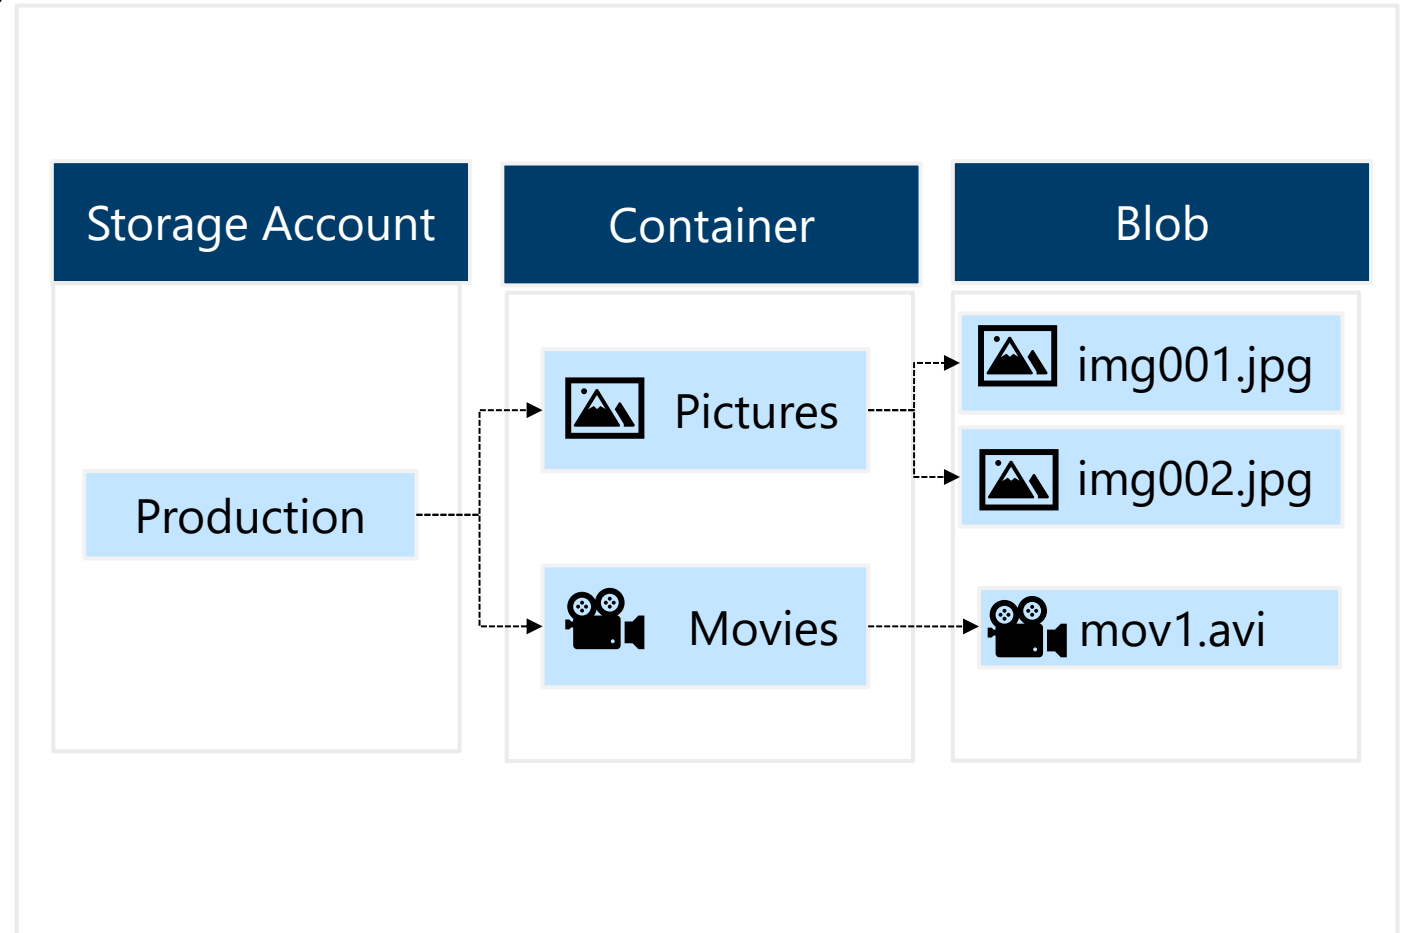 Storage Account
Container
Blob
Production
Pictures
Movies
img001.jpg
img002.jpg
mov1.avi